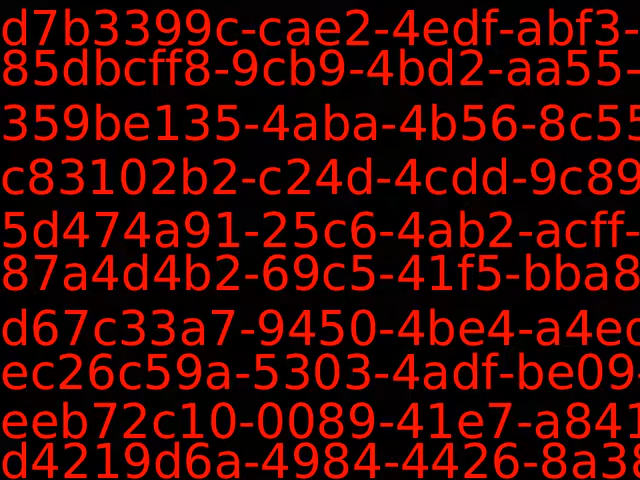 d7b3399c-cae2-4edf-abf3-
85dbcff8-9cb9-4bd2-aa55-
359be135-4aba-4b56-8c55
c83102b2-c24d-4cdd-9c89
5d474a91-25c6-4ab2-acff-
87a4d4b2-69c5-41f5-bba8
d67c33a7-9450-4be4-a4ec
ec26c59a-5303-4adf-be09-
eeb72c10-0089-41e7-a841
d4219d6a-4984-4426-8a38